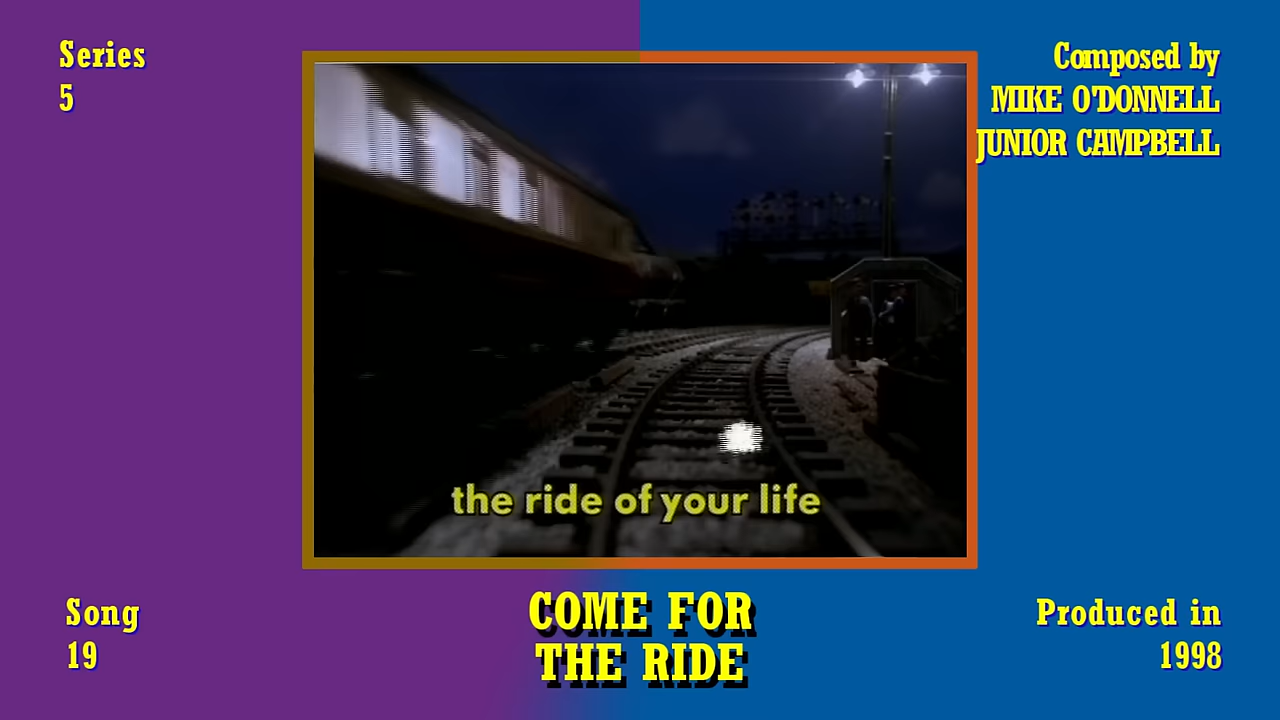 Series
5
Composed by
MIKE O'DONNELL
JUNIOR CAMPBELL
the ride of your life
Song
19
COME FOR
THE RIDE
Produced in
1998